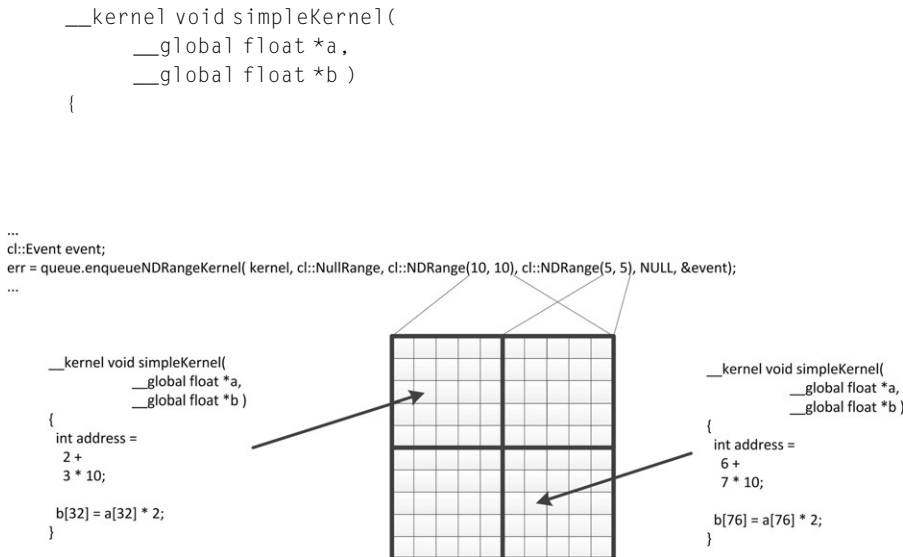 __kernel void simpleKernel(
__global float *a,
__global float *b )
{
...
cl::Event event;
err = queue.enqueueNDRangeKernel( kernel, cl::NullRange, cl::NDRange(10, 10), cl::NDRange(5, 5), NULL, &event);
...
__kernel void simpleKernel(
__global float *a,
__global float *b )
{
int address =
2 +
3 * 10;
b[32] = a[32] * 2;
}
__kernel void simpleKernel(
__global float *a,
__global float *b )
{
int address =
6 +
7 * 10;
b[76] = a[76] * 2;
}